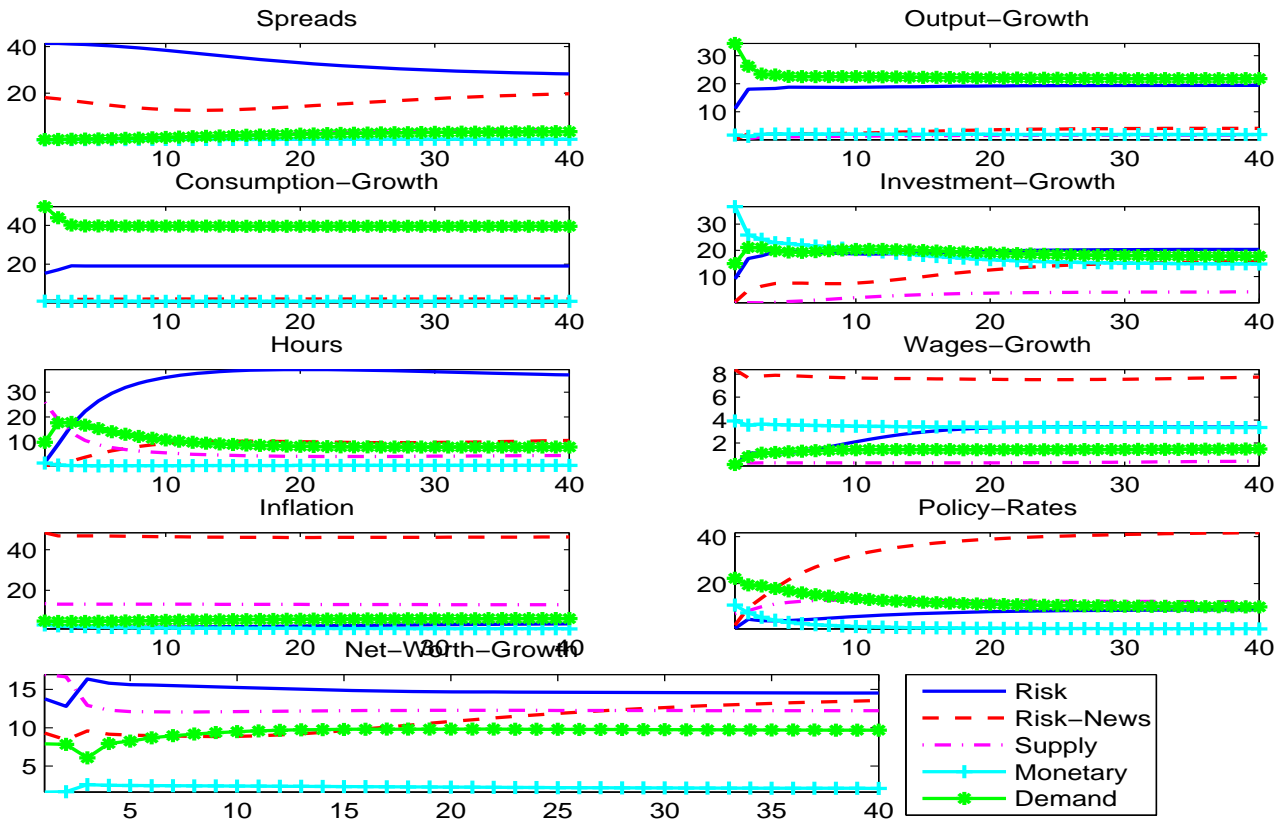 Spreads
40
20
10 20 30 40
Output−Growth
30
20
10
10 20 30 40
Consumption−Growth
40
20
10 20 30 40
Investment−Growth
30
20
10
10 20 30 40
Hours
30
20
10
10 20 30 40
Wages−Growth
8
6
4
2
10 20 30 40
Inflation
40
20
10 20 30 40
Policy−Rates
40
20
10 20 30 40
Net−Worth−Growth
15
10
5
5 10 15 20 25 30 35 40
Risk
Risk−News
Supply
Monetary
Demand